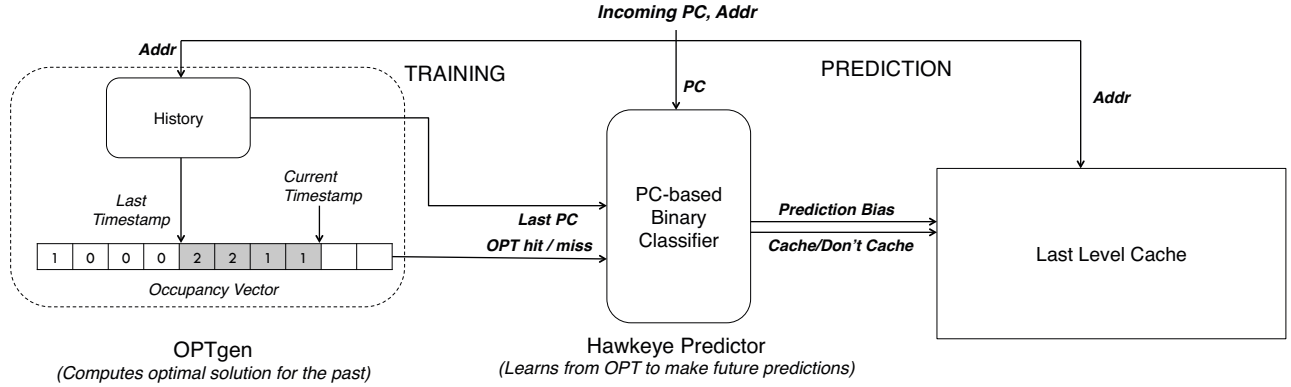 Incoming PC, Addr
Addr
TRAINING
PREDICTION
PC
Addr
History
Last
Timestamp
Current
Timestamp
1 0 0 0 2 2 1 1
Occupancy Vector
Last PC
OPT hit / miss
PC-based
Binary
Classifier
Prediction Bias
Cache/Don't Cache
Last Level Cache
OPTgen
(Computes optimal solution for the past)
Hawkeye Predictor
(Learns from OPT to make future predictions)